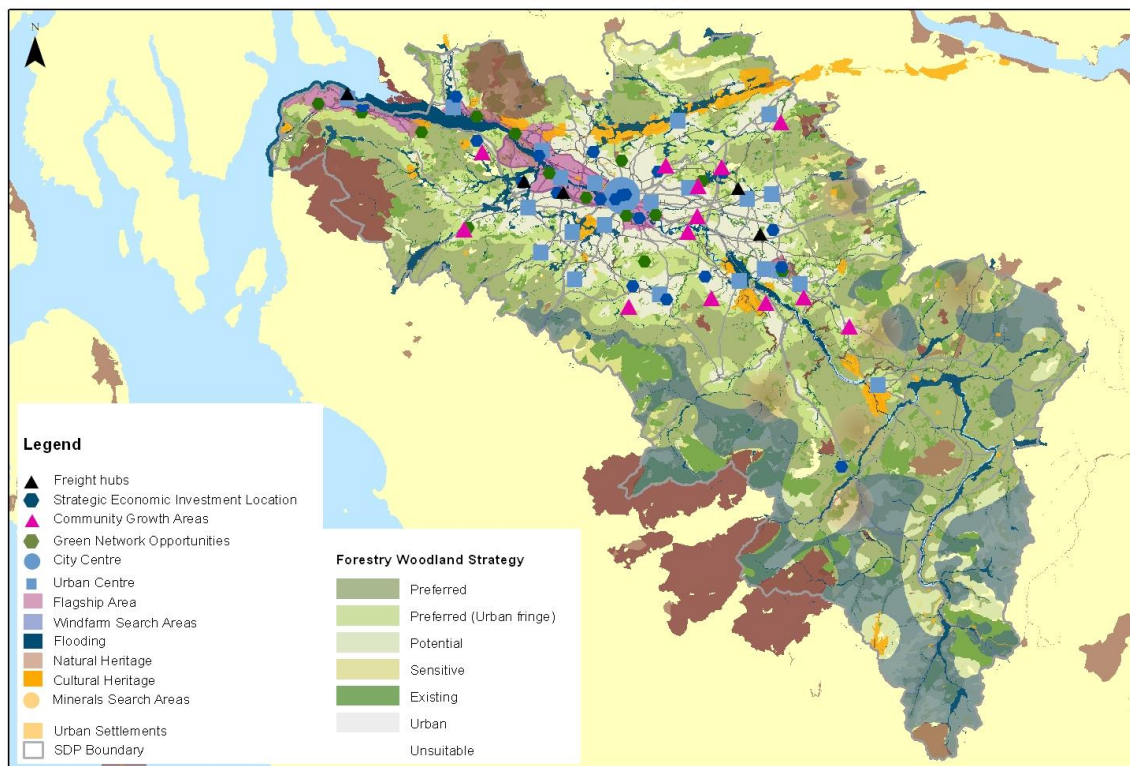 N
Legend
Freight hubs
Strategic Economic Investment Location
Community Growth Areas
Green Network Opportunities
City Centre
Urban Centre
Flagship Area
Windfarm Search Areas
Flooding
Natural Heritage
Cultural Heritage
Minerals Search Areas
Urban Settlements
SDP Boundary
Forestry Woodland Strategy
Preferred
Preferred (Urban fringe)
Potential
Sensitive
Existing
Urban
Unsuitable